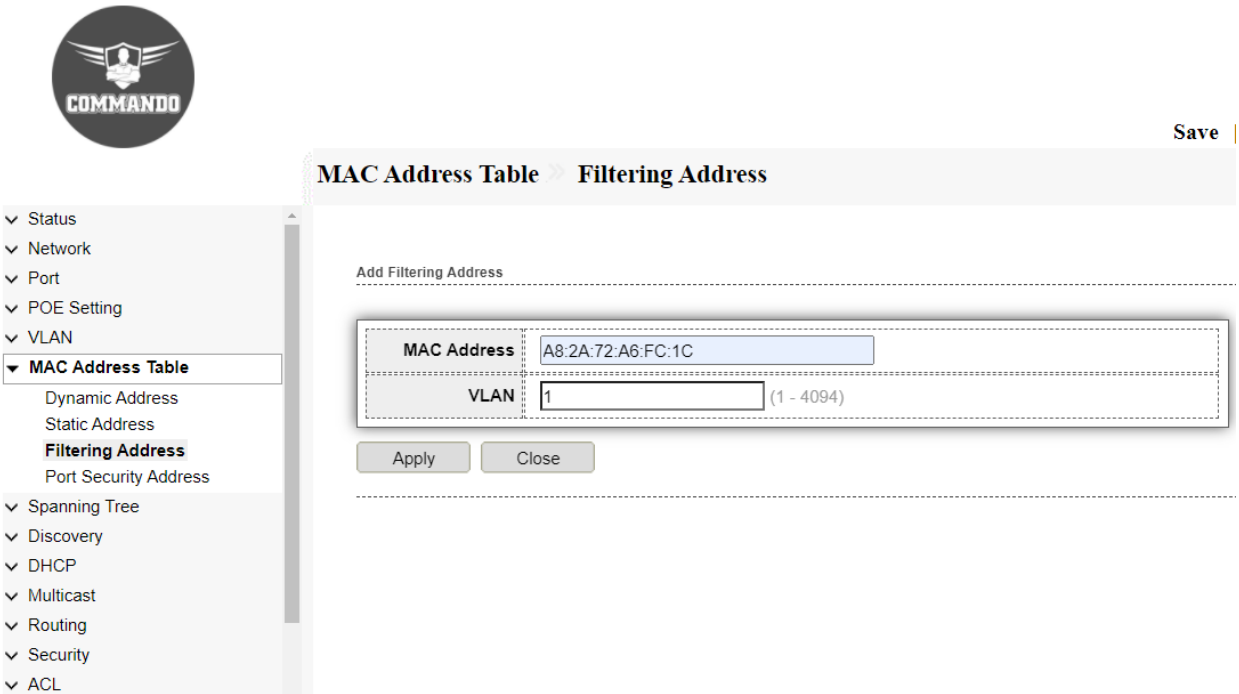 COMMANDO
Save
MAC Address Table » Filtering Address
Status
Network
Port
POE Setting
VLAN
MAC Address Table
Dynamic Address
Static Address
Filtering Address
Port Security Address
Spanning Tree
Discovery
DHCP
Multicast
Routing
Security
ACL
Add Filtering Address
MAC Address A8:2A:72:A6:FC:1C
VLAN 1 (1 - 4094)
Apply Close